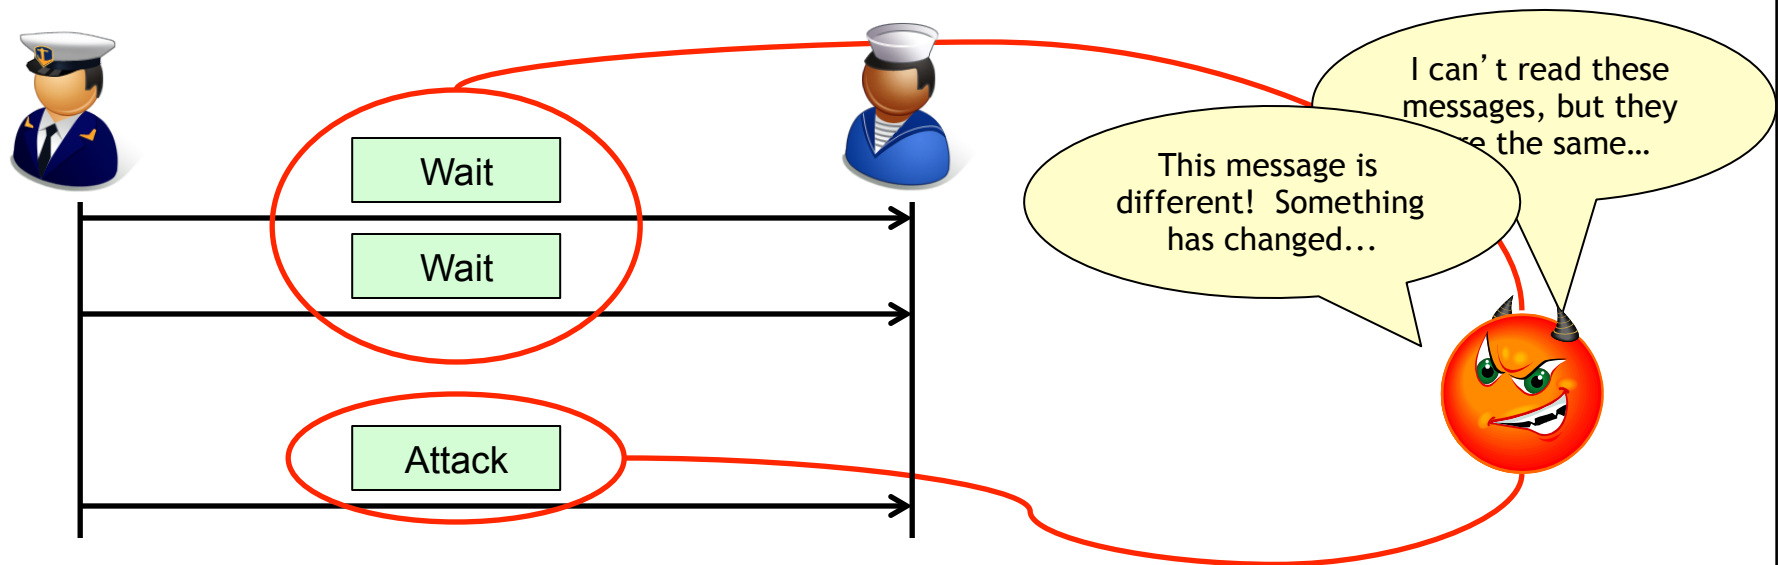 Wait
Wait
Attack
This message is
different! Something
has changed...
I can't read these
messages, but they
the same…